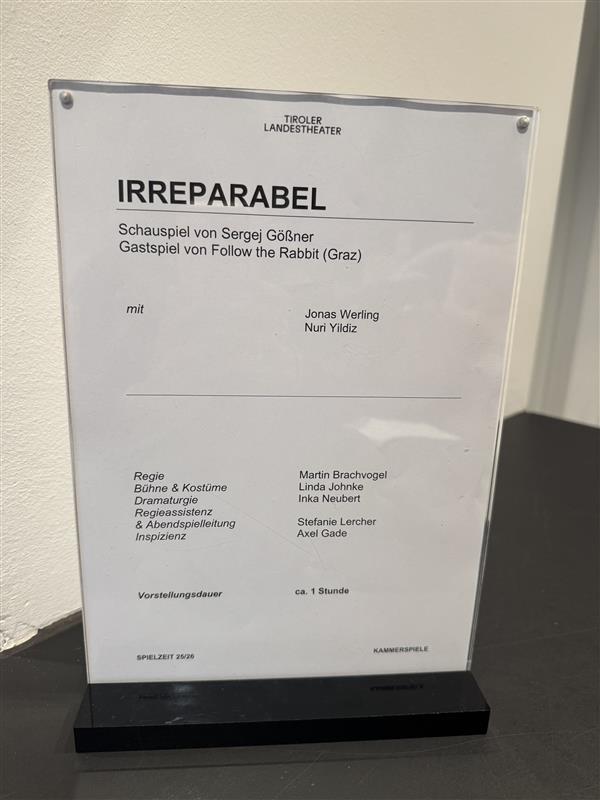 TIROLER
LANDESTHEATER
IRREPARABEL
Schauspiel von Sergej Gößner
Gastspiel von Follow the Rabbit (Graz)
mit Jonas Werling
Nuri Yildiz
Regie Martin Brachvogel
Bühne & Kostüme Linda Johnke
Dramaturgie Inka Neubert
Regieassistenz
& Abendspielleitung Stefanie Lercher
Inspizienz Axel Gade
Vorstellungsdauer ca. 1 Stunde
SPIELZEIT 25/26 KAMMERSPIELE